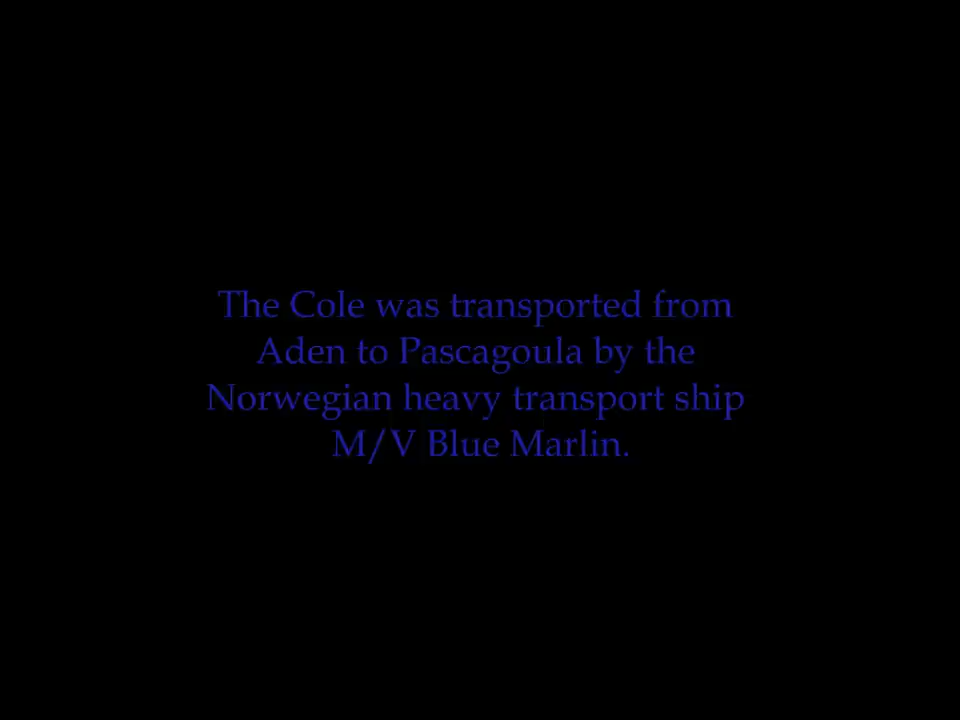 The Cole was transported from
Aden to Pascagoula by the
Norwegian heavy transport ship
M/V Blue Marlin.